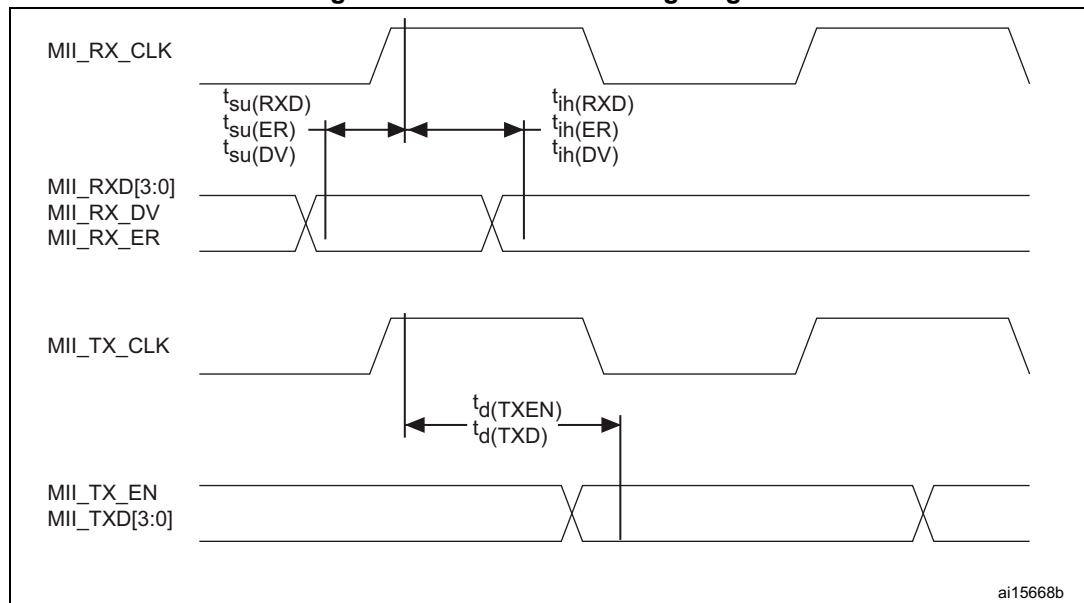 MII_RX_CLK
tsu(RXD)
tsu(ER)
tsu(DV)
tih(RXD)
tih(ER)
tih(DV)
MII_RXD[3:0]
MII_RX_DV
MII_RX_ER
MII_TX_CLK
td(TXEN)
td(TXD)
MII_TX_EN
MII_TXD[3:0]
ai15668b